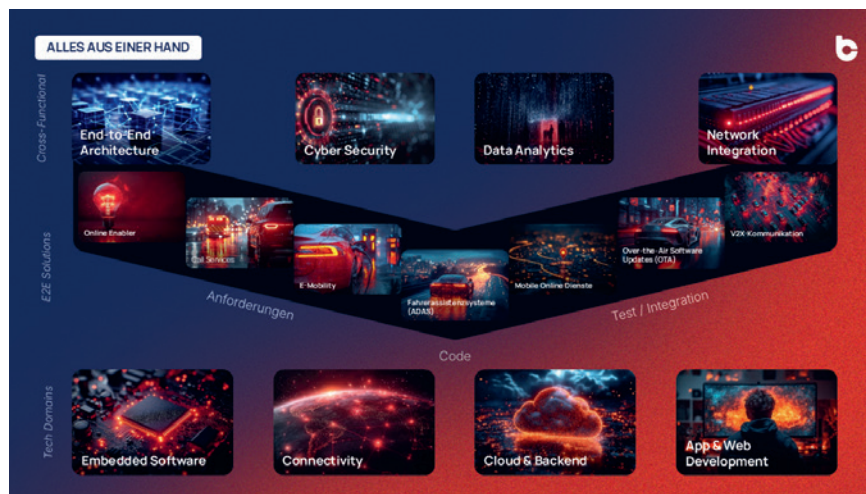 ALLES AUS EINER HAND
Cross-Functional
End-to-End
Architecture
Cyber Security
Data Analytics
Network
Integration
E2E Solutions
Online Enabler
Call Services
E-Mobility
Fahrerassistenzsysteme
(ADAS)
Mobile Online Dienste
Over-the-Air Software
Updates (OTA)
V2X-Kommunikation
Anforderungen
Code
Test / Integration
Tech Domains
Embedded Software
Connectivity
Cloud & Backend
App & Web
Development